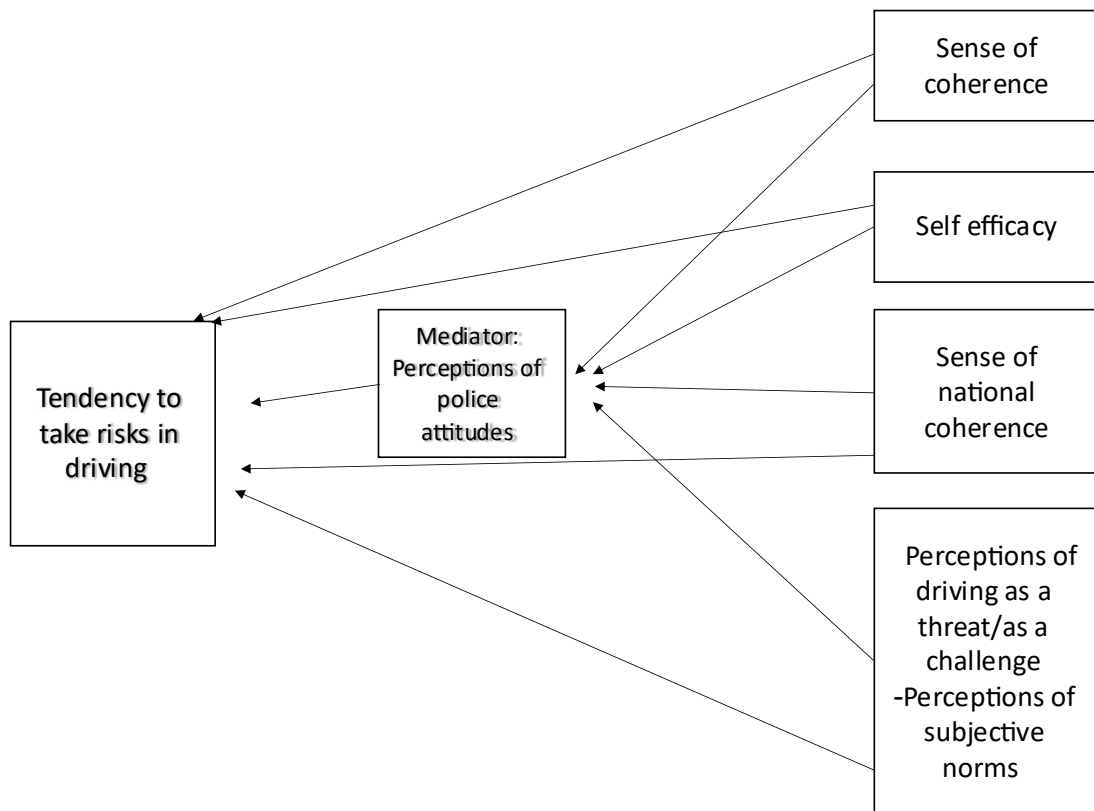 Sense of
coherence
Self efficacy
Mediator:
Perceptions of
police
attitudes
Tendency to
take risks in
driving
Sense of
national
coherence
Perceptions of
driving as a
threat/as a
challenge
-Perceptions of
subjective
norms